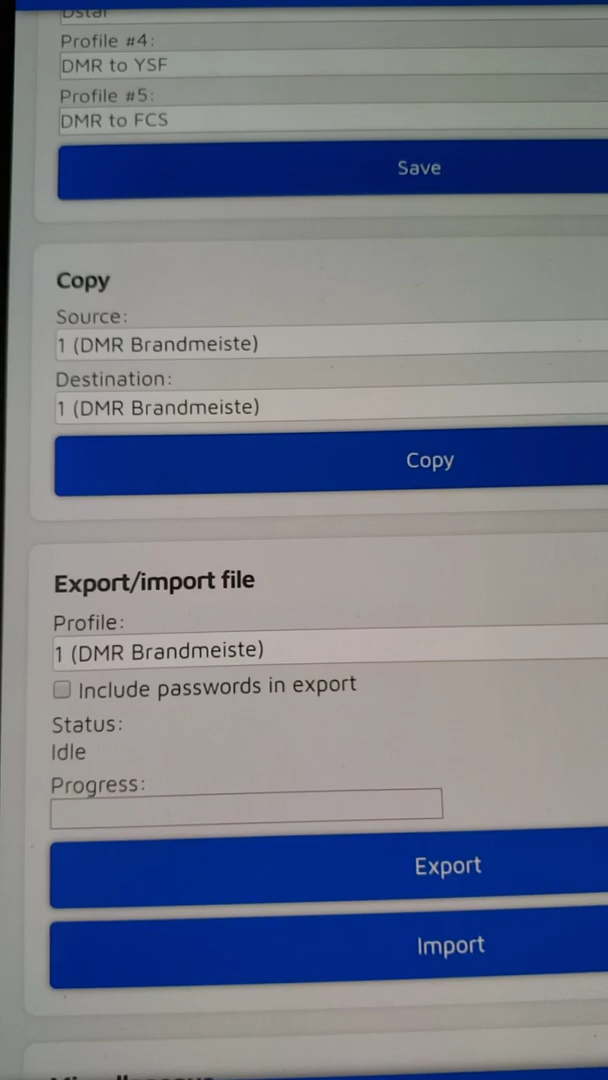 Dstar
Profile #4:
DMR to YSF
Profile #5:
DMR to FCS
Save
Copy
Source:
1 (DMR Brandmeiste)
Destination:
1 (DMR Brandmeiste)
Copy
Export/import file
Profile:
1 (DMR Brandmeiste)
Include passwords in export
Status:
Idle
Progress:
Export
Import